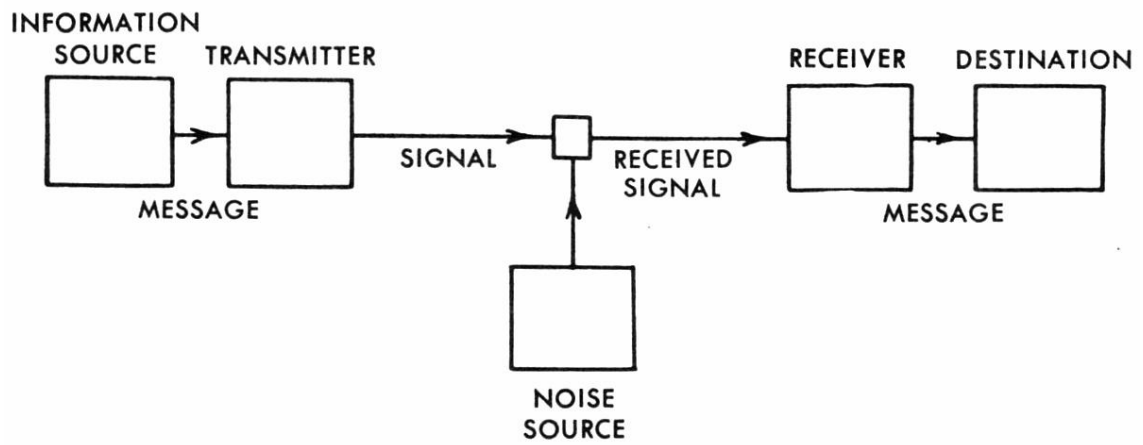 INFORMATION
SOURCE
TRANSMITTER
RECEIVER
DESTINATION
SIGNAL
RECEIVED
SIGNAL
MESSAGE
MESSAGE
NOISE
SOURCE